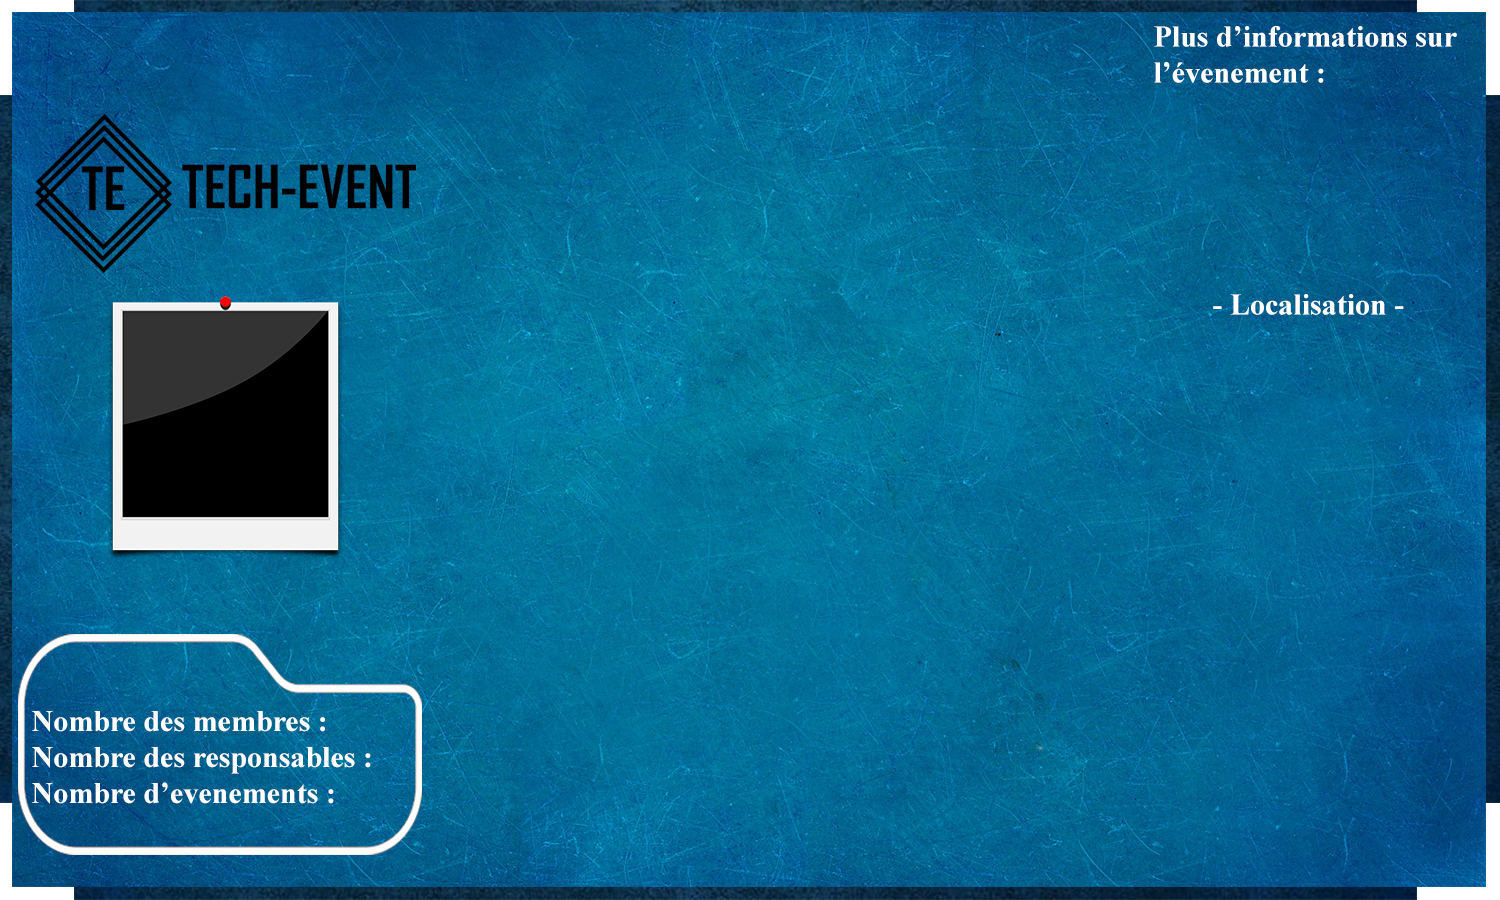 Plus d’informations sur
l’évenement :
TE
TECH-EVENT
- Localisation -
Nombre des membres :
Nombre des responsables :
Nombre d’evenements :